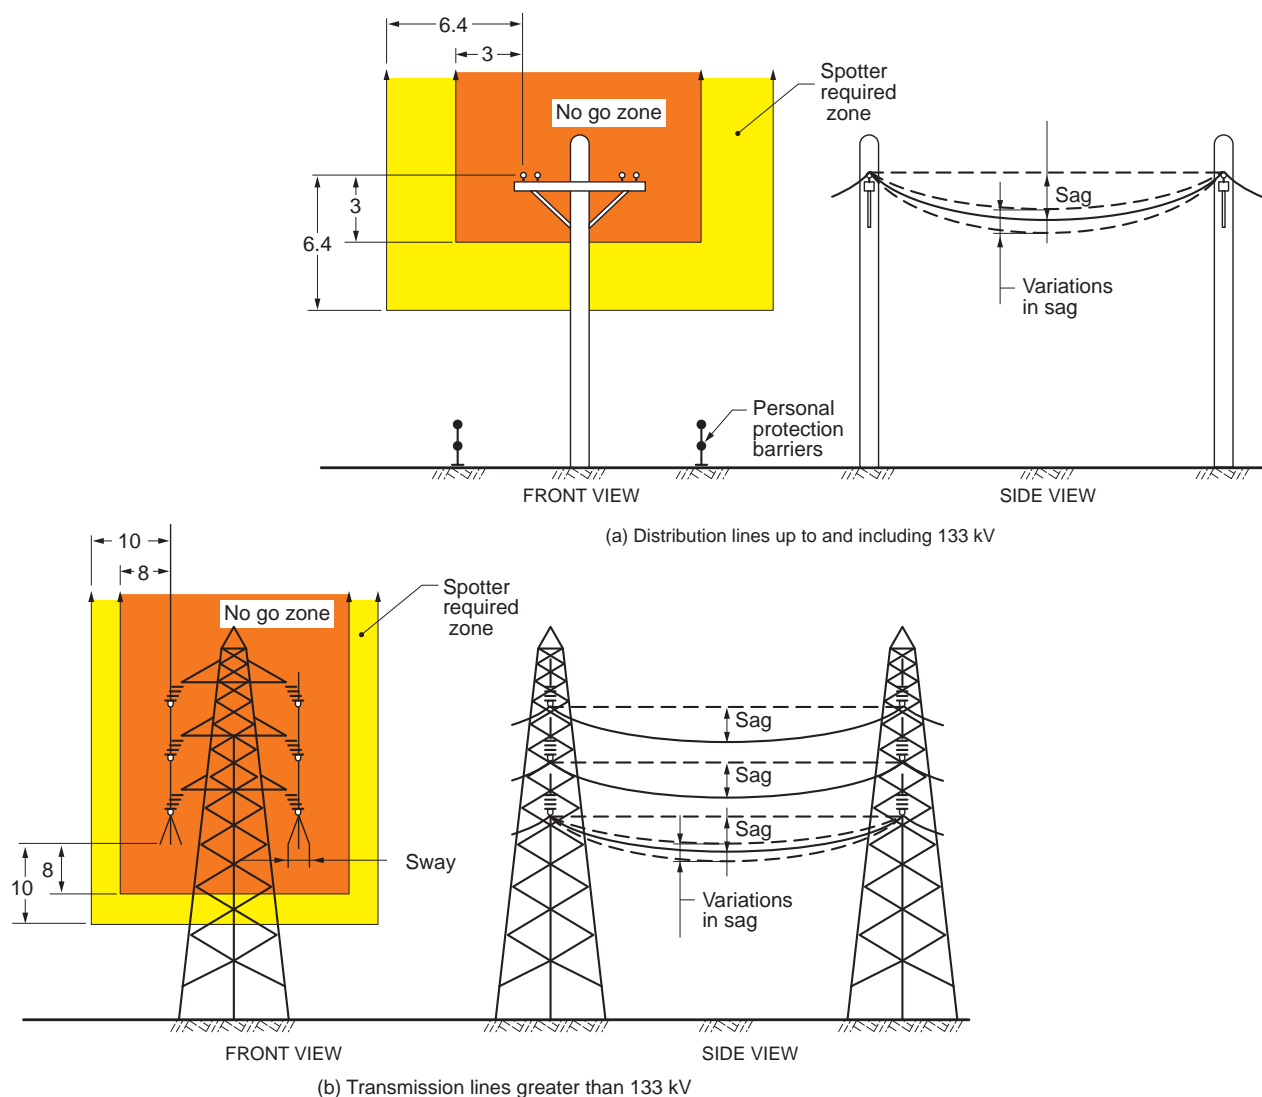 6.4
3
Spotter
required
zone
No go zone
3
6.4
Sag
Variations
in sag
Personal
protection
barriers
FRONT VIEW
SIDE VIEW
(a) Distribution lines up to and including 133 kV
10
8
No go zone
Spotter
required
zone
Sag
Sag
Sag
8
10
Sway
Variations
in sag
FRONT VIEW
SIDE VIEW
(b) Transmission lines greater than 133 kV